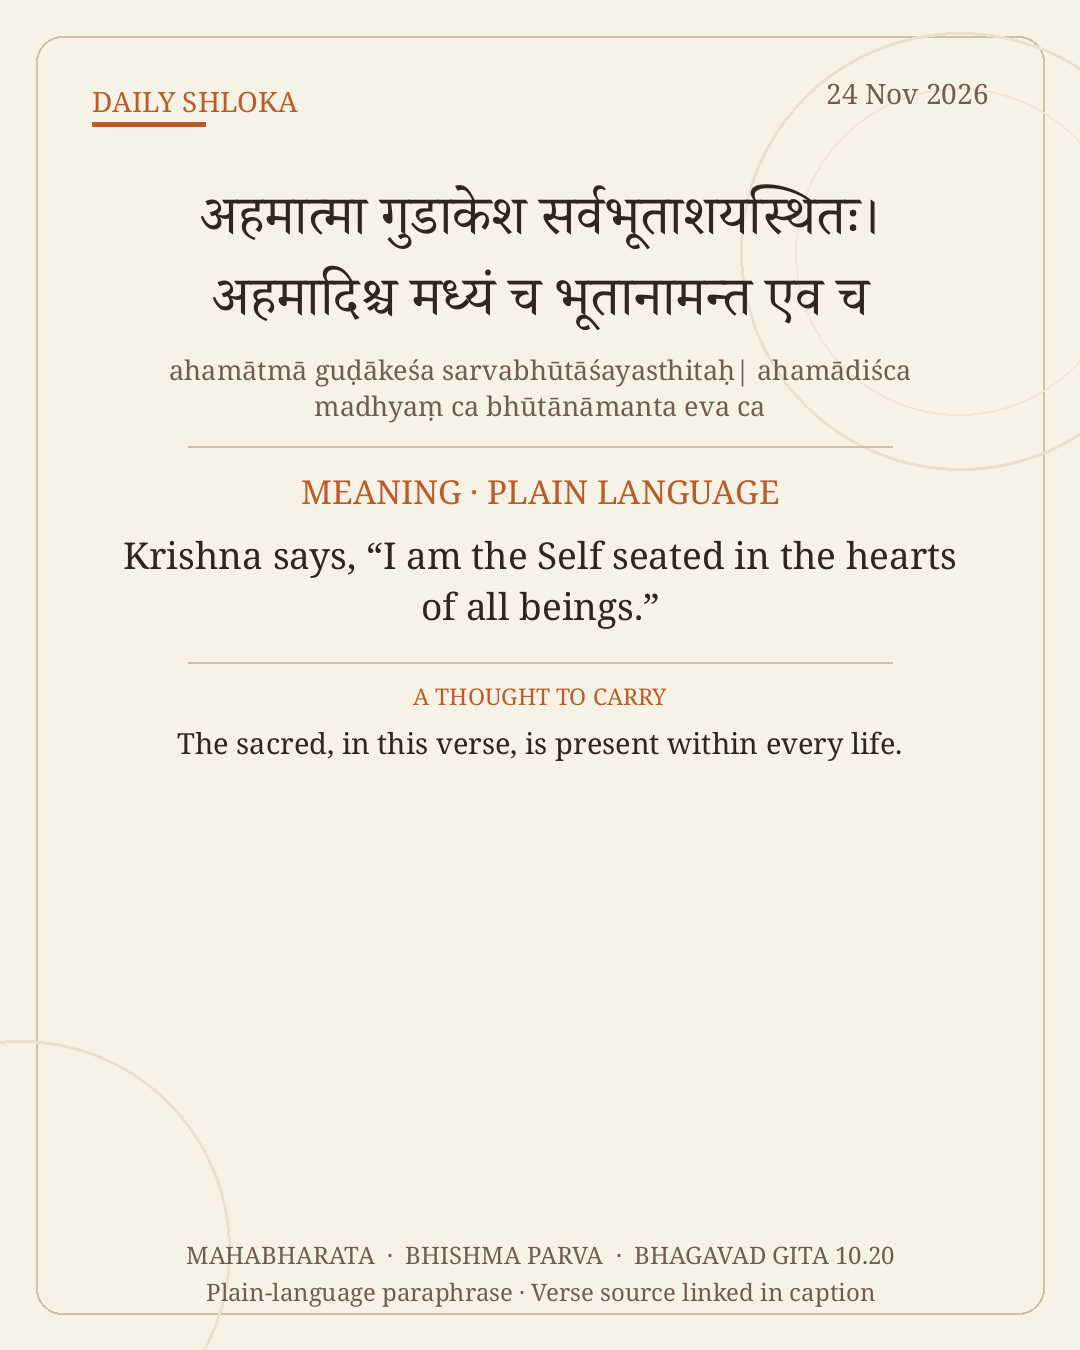 DAILY SHLOKA
24 Nov 2026
अहमात्मा गुडाकेश सर्वभूताशयस्थितः।
अहमादिश्च मध्यं च भूतानामन्त एव च
ahamātmā guḍākeśa sarvabhūtāśayasthitaḥ| ahamādiśca
madhyaṃ ca bhūtānāmanta eva ca
MEANING · PLAIN LANGUAGE
Krishna says, “I am the Self seated in the hearts
of all beings.”
A THOUGHT TO CARRY
The sacred, in this verse, is present within every life.
MAHABHARATA · BHISHMA PARVA · BHAGAVAD GITA 10.20
Plain-language paraphrase · Verse source linked in caption